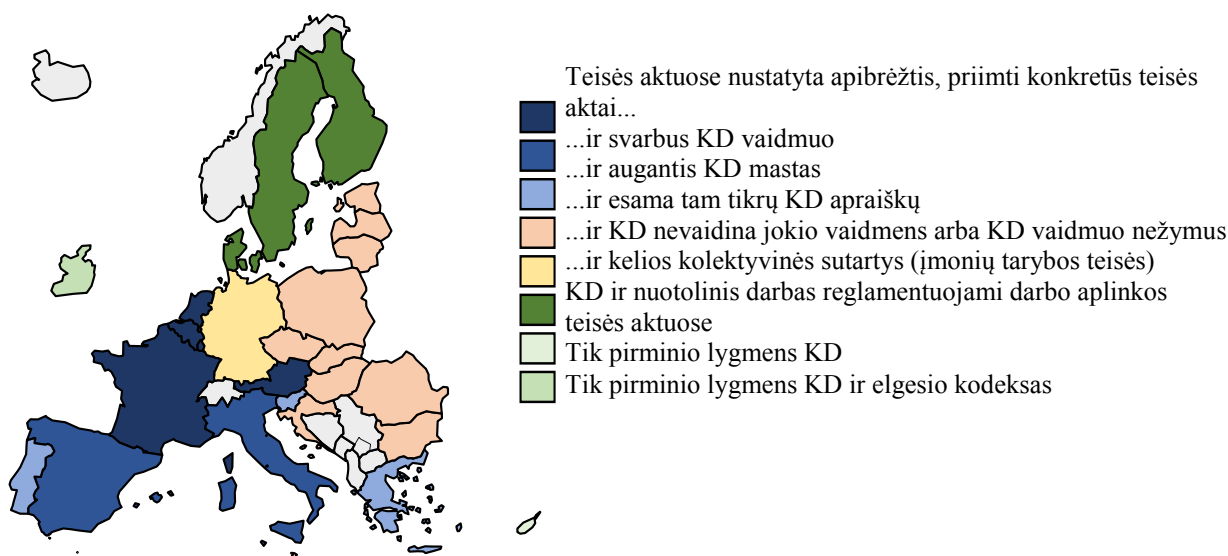 Teisės aktuose nustatyta apibrėžtis, priimti konkretūs teisės
aktai...
...ir svarbus KD vaidmuo
...ir augantis KD mastas
...ir esama tam tikrų KD apraiškų
...ir KD nevaidina jokio vaidmens arba KD vaidmuo nežymus
...ir kelios kolektyvinės sutartys (įmonių tarybos teisės)
KD ir nuotolinis darbas reglamentuojami darbo aplinkos
teisės aktuose
Tik pirminio lygmens KD
Tik pirminio lygmens KD ir elgesio kodeksas